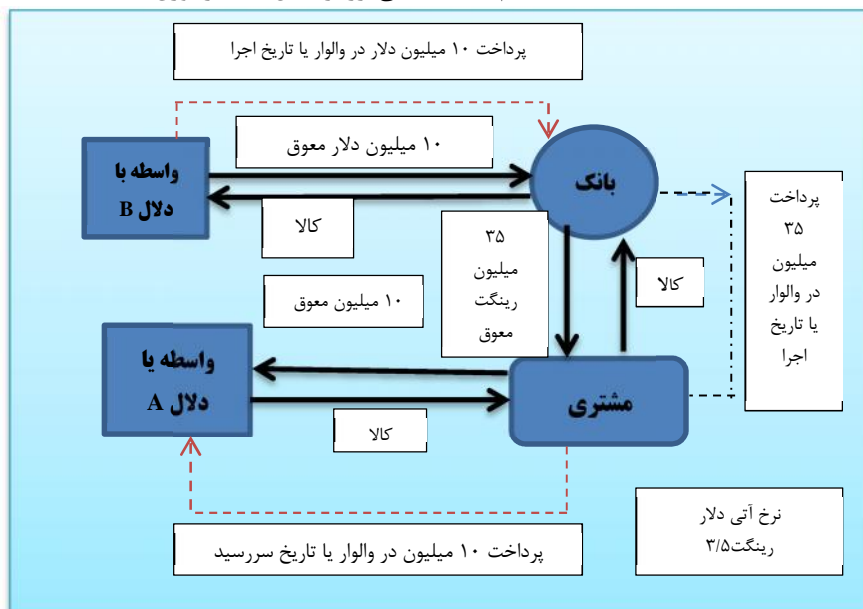 پرداخت ۱۰ میلیون دلار در والوار یا تاریخ اجرا
۱۰ میلیون دلار معوق
واسطه با
دلال B
بانک
کالا
پرداخت
۳۵
میلیون
در والوار
یا تاریخ
اجرا
۳۵
میلیون
رینگت
معوق
کالا
۱۰ میلیون معوق
واسطه یا
دلال A
مشتری
کالا
پرداخت ۱۰ میلیون در والوار یا تاریخ سررسید
نرخ آتی دلار
رینگت۳/۵